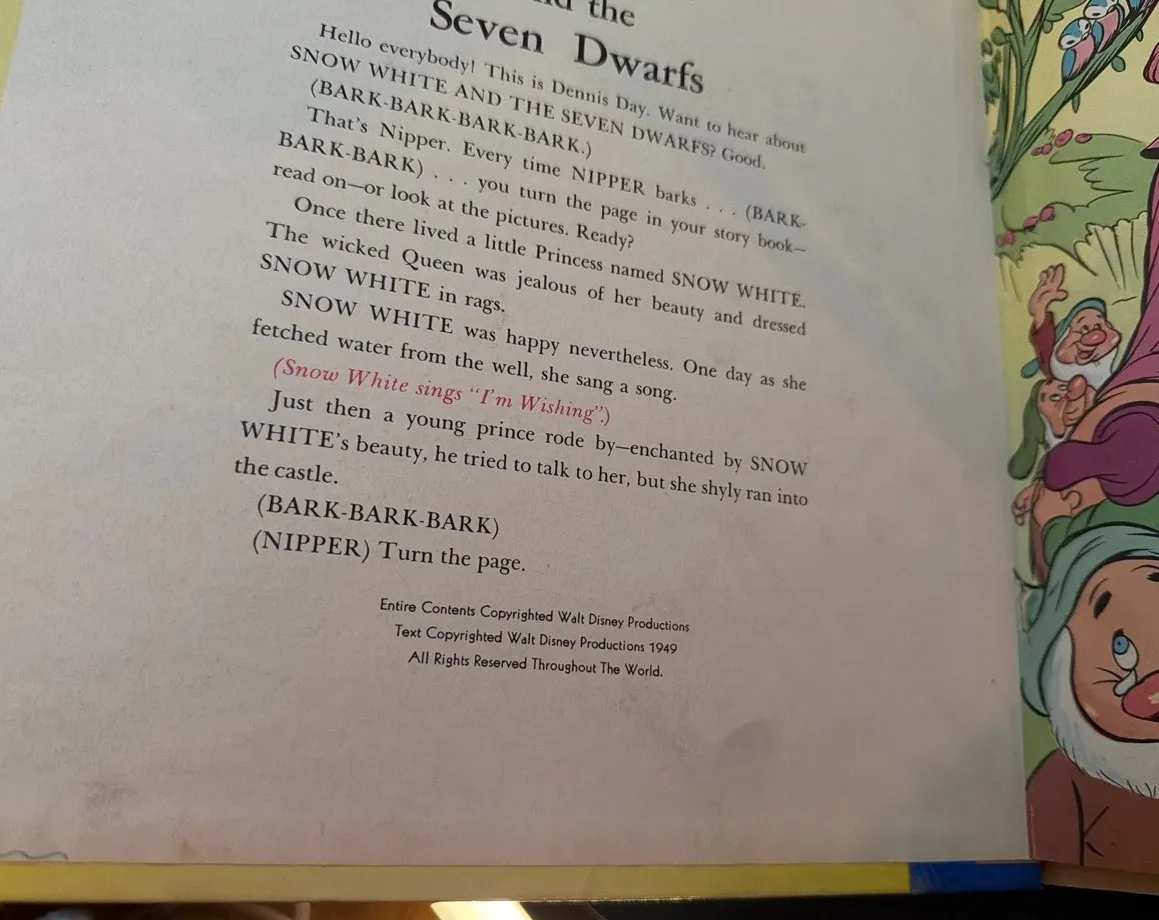 the
Seven Dwarfs
Hello everybody! This is Dennis Day. Want to hear about
SNOW WHITE AND THE SEVEN DWARFS? Good.
(BARK-BARK-BARK-BARK.)
That's Nipper. Every time NIPPER barks . . . (BARK-
BARK-BARK) . . . you turn the page in your story book—
read on—or look at the pictures. Ready?
Once there lived a little Princess named SNOW WHITE.
The wicked Queen was jealous of her beauty and dressed
SNOW WHITE in rags.
SNOW WHITE was happy nevertheless. One day as she
fetched water from the well, she sang a song.
(Snow White sings "I'm Wishing".)
Just then a young prince rode by—enchanted by SNOW
WHITE's beauty, he tried to talk to her, but she shyly ran into
the castle.
(BARK-BARK-BARK)
(NIPPER) Turn the page.
Entire Contents Copyrighted Walt Disney Productions
Text Copyrighted Walt Disney Productions 1949
All Rights Reserved Throughout The World.